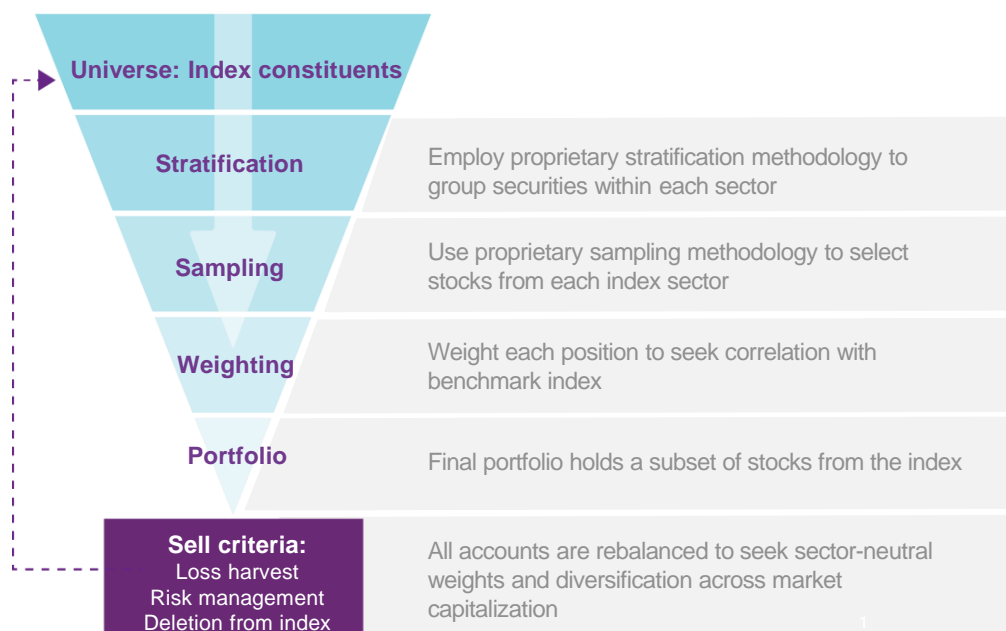 Universe: Index constituents
Stratification
Employ proprietary stratification methodology to
group securities within each sector
Sampling
Use proprietary sampling methodology to select
stocks from each index sector
Weighting
Weight each position to seek correlation with
benchmark index
Portfolio
Final portfolio holds a subset of stocks from the index
Sell criteria:
Loss harvest
Risk management
Deletion from index
All accounts are rebalanced to seek sector-neutral
weights and diversification across market
capitalization
1